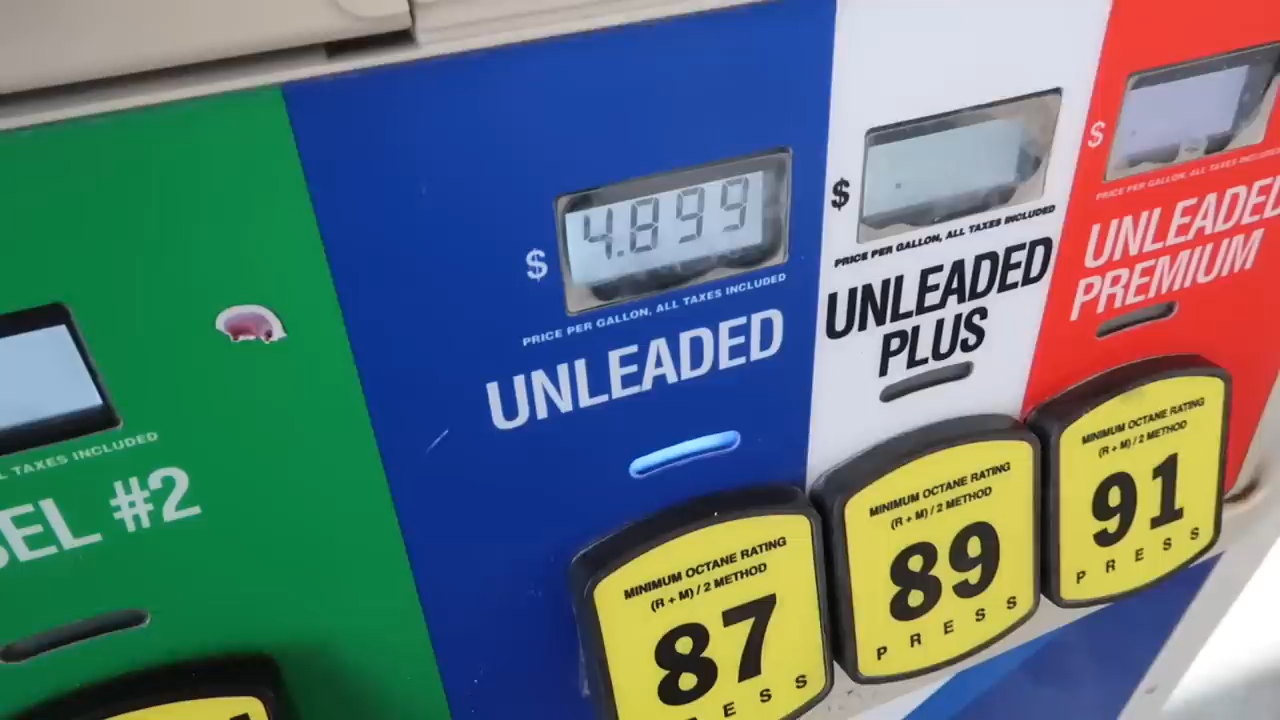 TAXES INCLUDED
#2
$ 4.899
PRICE PER GALLON, ALL TAXES INCLUDED
UNLEADED
MINIMUM OCTANE RATING
(R + M) / 2 METHOD
87
PRESS
$
PRICE PER GALLON, ALL TAXES INCLUDED
UNLEADED
PLUS
MINIMUM OCTANE RATING
(R + M) / 2 METHOD
89
PRESS
$
PRICE PER GALLON, ALL TAXES INCLUDED
UNLEADED
PREMIUM
MINIMUM OCTANE RATING
(R + M) / 2 METHOD
91
PRESS